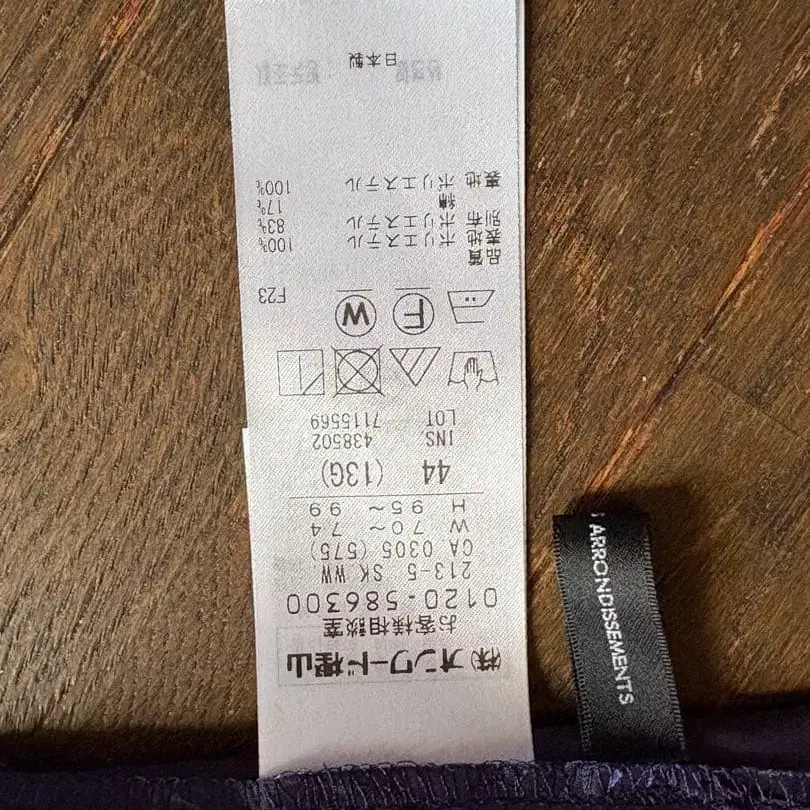 ㈱オンワード樫山
お客様相談室
0120-586300
213-5 SK WW.
CA 0305 (575)
W 70〜74
H 95〜99
44 (13G)
INS 438502
LOT 7115569
F W F23
品質
表地 ポリエステル 100%
別布 ポリエステル 83%
17%
裏地 ポリエステル 100%
日本製
ARRONDISSEMENTS